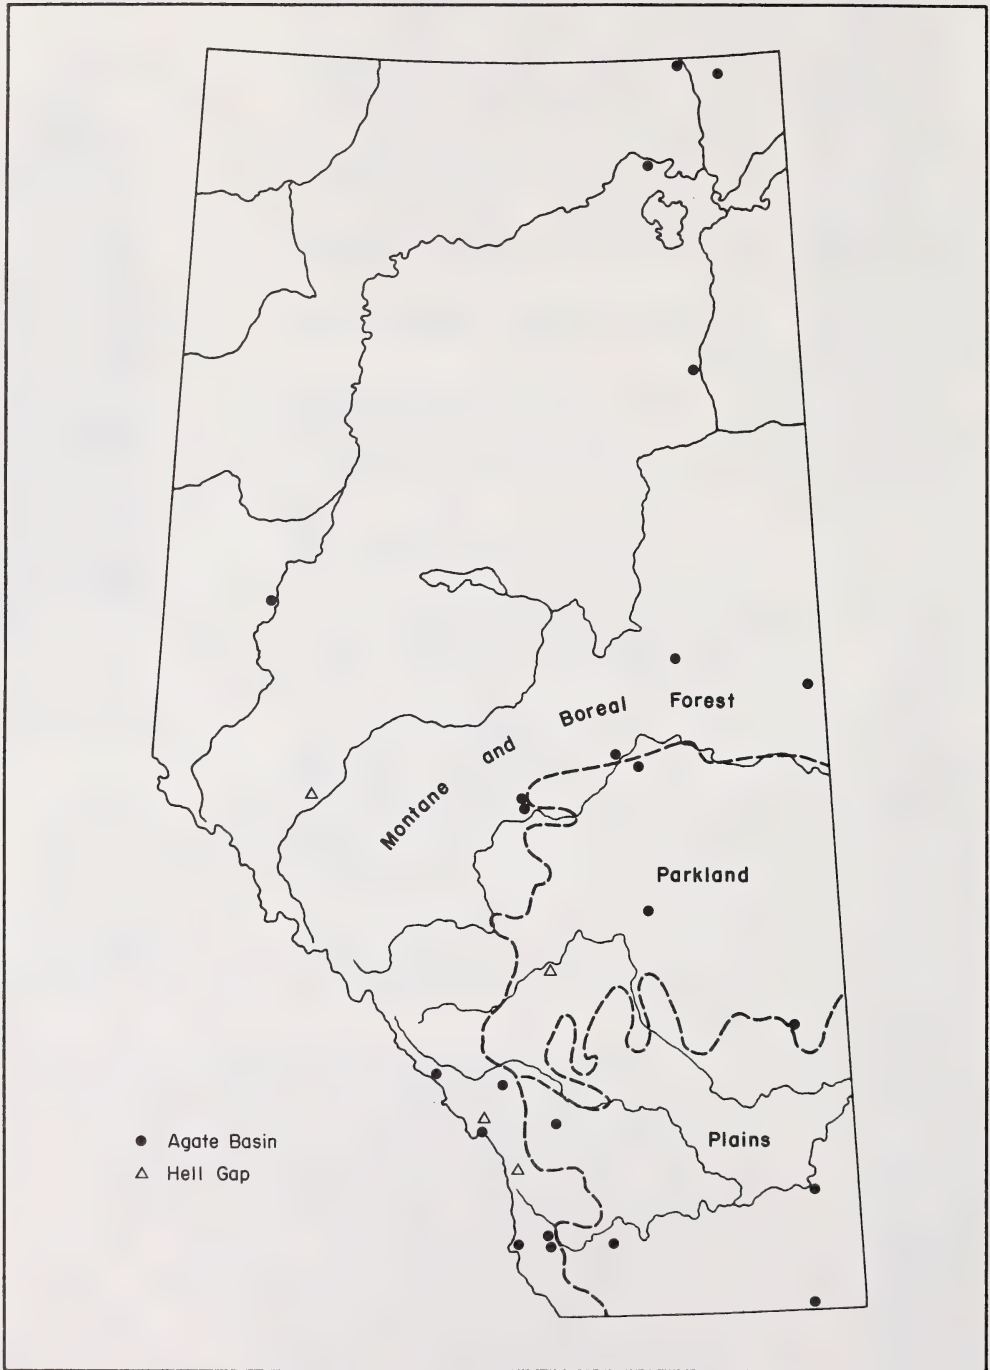 Montane and Boreal Forest
Parkland
Plains
Agate Basin
Hell Gap